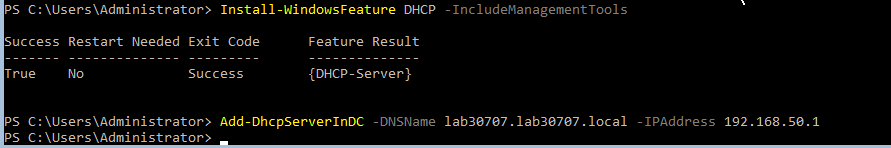 PS C:\Users\Administrator> Install-WindowsFeature DHCP -IncludeManagementTools
Success Restart Needed Exit Code      Feature Result
------- -------------- ---------      --------------
True    No             Success        {DHCP-Server}
PS C:\Users\Administrator> Add-DhcpServerInDC -DNSName lab30707.lab30707.local -IPAddress 192.168.50.1
PS C:\Users\Administrator>